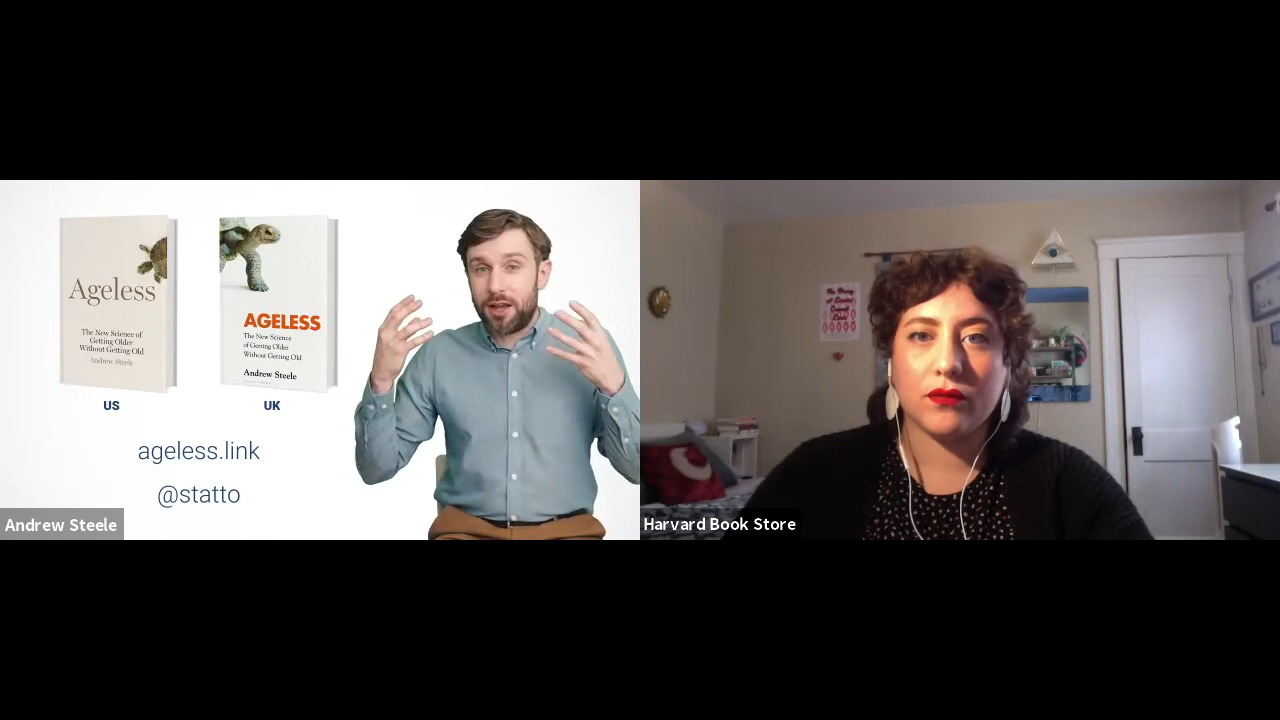 Ageless
The New Science of
Getting Older
Without Getting Old
Andrew Steele
US
AGELESS
The New Science
of Getting Older
Without Getting Old
Andrew Steele
UK
ageless.link
@statto
Andrew Steele
Harvard Book Store